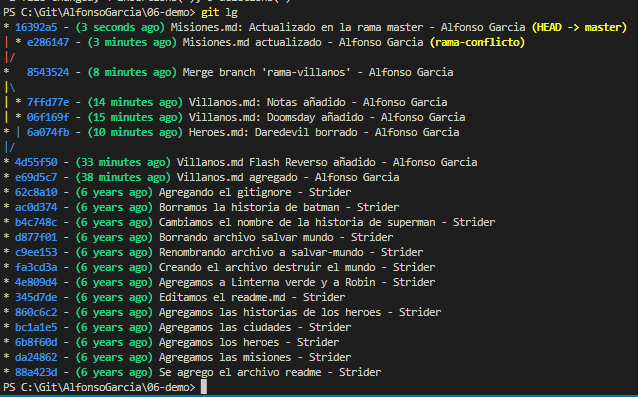 PS C:\Git\AlfonsoGarcia\06-demo> git lg
* 16392a5 - (3 seconds ago) Misiones.md: Actualizado en la rama master - Alfonso Garcia (HEAD -> master)
| * e286147 - (3 minutes ago) Misiones.md actualizado - Alfonso Garcia (rama-conflicto)
|/
*   8543524 - (8 minutes ago) Merge branch 'rama-villanos' - Alfonso Garcia
|\
| * 7ffd77e - (14 minutes ago) Villanos.md: Notas añadido - Alfonso Garcia
| * 06f169f - (15 minutes ago) Villanos.md: Doomsday añadido - Alfonso Garcia
* | 6a074fb - (10 minutes ago) Heroes.md: Daredevil borrado - Alfonso Garcia
|/
* 4d55f50 - (33 minutes ago) Villanos.md Flash Reverso añadido - Alfonso Garcia
* e69d5c7 - (38 minutes ago) Villanos.md agregado - Alfonso Garcia
* 62c8a10 - (6 years ago) Agregando el gitignore - Strider
* ac0d374 - (6 years ago) Borramos la historia de batman - Strider
* b4c748c - (6 years ago) Cambiamos el nombre de la historia de superman - Strider
* d877f01 - (6 years ago) Borrando archivo salvar mundo - Strider
* c9ee153 - (6 years ago) Renombrando archivo a salvar-mundo - Strider
* fa3cd3a - (6 years ago) Creando el archivo destruir el mundo - Strider
* 4e809d4 - (6 years ago) Agregamos a Linterna verde y a Robin - Strider
* 345d7de - (6 years ago) Editamos el readme.md - Strider
* 860c6c2 - (6 years ago) Agregamos las historias de los heroes - Strider
* bc1a1e5 - (6 years ago) Agregamos las ciudades - Strider
* 6b8f60d - (6 years ago) Agregamos los heroes - Strider
* da24862 - (6 years ago) Agregamos las misiones - Strider
* 88a423d - (6 years ago) Se agrego el archivo readme - Strider
PS C:\Git\AlfonsoGarcia\06-demo>